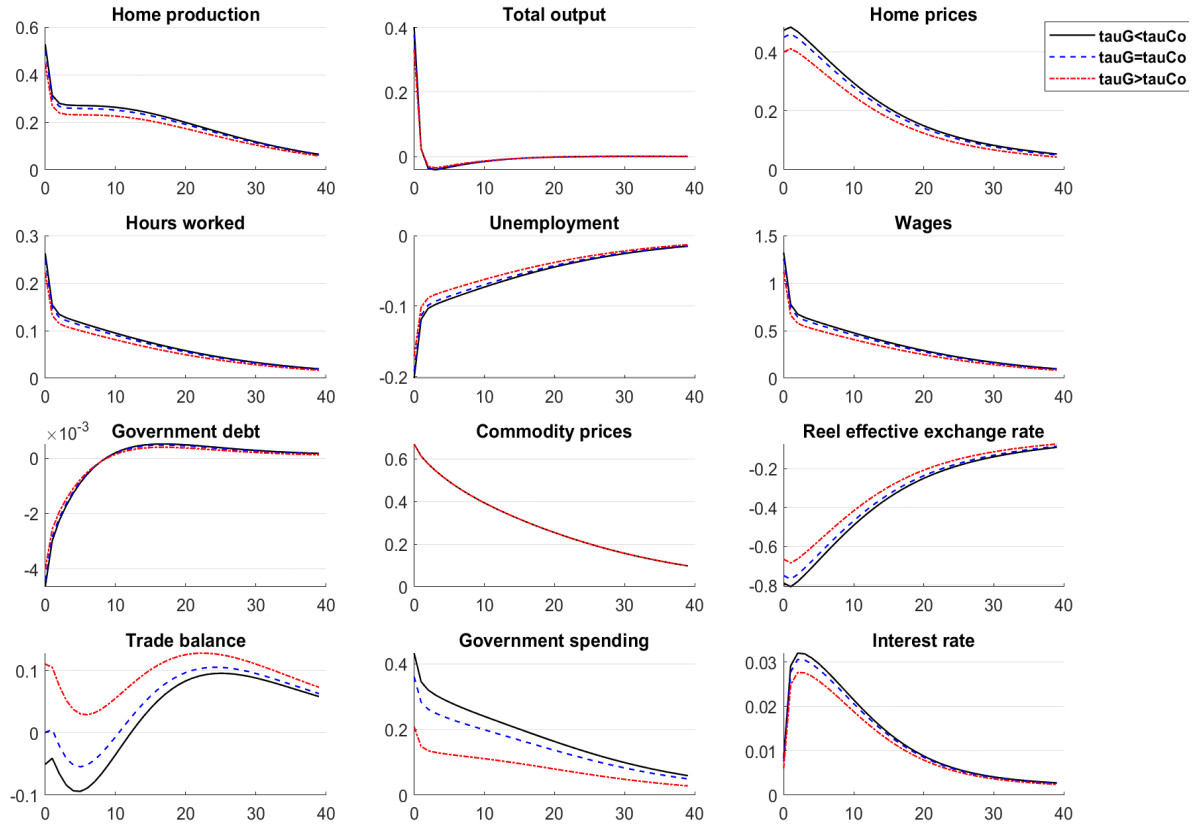 Home production
0.6
0.4
0.2
0
0 10 20 30 40
Total output
0.4
0.2
0
0 10 20 30 40
Home prices
0.4
0.2
0
0 10 20 30 40
tauG<tauCo
tauG=tauCo
tauG>tauCo
Hours worked
0.3
0.2
0.1
0
0 10 20 30 40
Unemployment
0
-0.1
-0.2
0 10 20 30 40
Wages
1.5
1
0.5
0
0 10 20 30 40
×10-3
Government debt
0
-2
-4
0 10 20 30 40
Commodity prices
0.6
0.4
0.2
0
0 10 20 30 40
Reel effective exchange rate
-0.2
-0.4
-0.6
-0.8
0 10 20 30 40
Trade balance
0.1
0
-0.1
0 10 20 30 40
Government spending
0.4
0.2
0
0 10 20 30 40
Interest rate
0.03
0.02
0.01
0
0 10 20 30 40